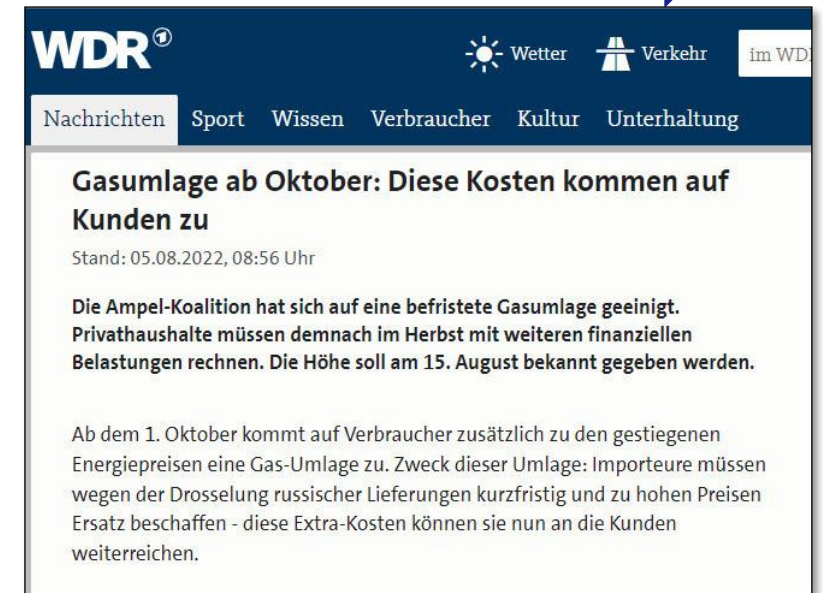 WDR®
Wetter Verkehr im WD
Nachrichten Sport Wissen Verbraucher Kultur Unterhaltung
Gasumlage ab Oktober: Diese Kosten kommen auf
Kunden zu
Stand: 05.08.2022, 08:56 Uhr
Die Ampel-Koalition hat sich auf eine befristete Gasumlage geeinigt.
Privathaushalte müssen demnach im Herbst mit weiteren finanziellen
Belastungen rechnen. Die Höhe soll am 15. August bekannt gegeben werden.
Ab dem 1. Oktober kommt auf Verbraucher zusätzlich zu den gestiegenen
Energiepreisen eine Gas-Umlage zu. Zweck dieser Umlage: Importeure müssen
wegen der Drosselung russischer Lieferungen kurzfristig und zu hohen Preisen
Ersatz beschaffen - diese Extra-Kosten können sie nun an die Kunden
weiterreichen.